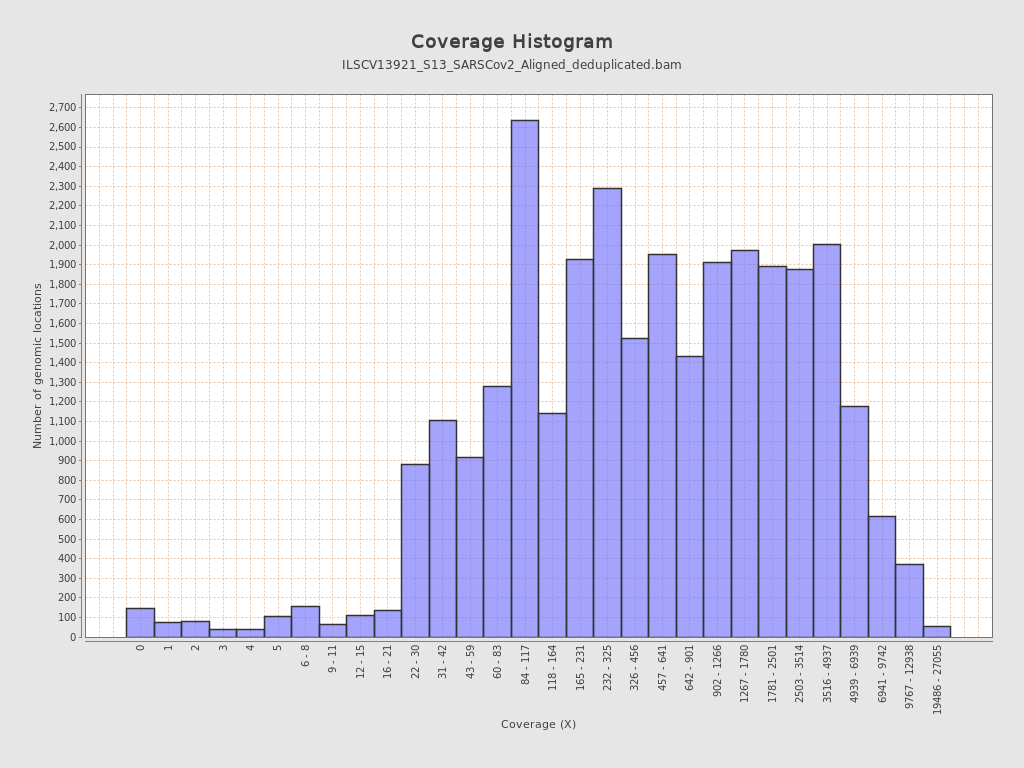 Coverage Histogram
ILSCV13921_S13_SARSCov2_Aligned_deduplicated.bam
Number of genomic locations
2,700
2,600
2,500
2,400
2,300
2,200
2,100
2,000
1,900
1,800
1,700
1,600
1,500
1,400
1,300
1,200
1,100
1,000
900
800
700
600
500
400
300
200
100
0
0
1
2
3
4
5
6 - 8
9 - 11
12 - 15
16 - 21
22 - 30
31 - 42
43 - 59
60 - 83
84 - 117
118 - 164
165 - 231
232 - 325
326 - 456
457 - 641
642 - 901
902 - 1266
1267 - 1780
1781 - 2501
2503 - 3514
3516 - 4937
4939 - 6939
6941 - 9742
9767 - 12938
19486 - 27055
Coverage (X)